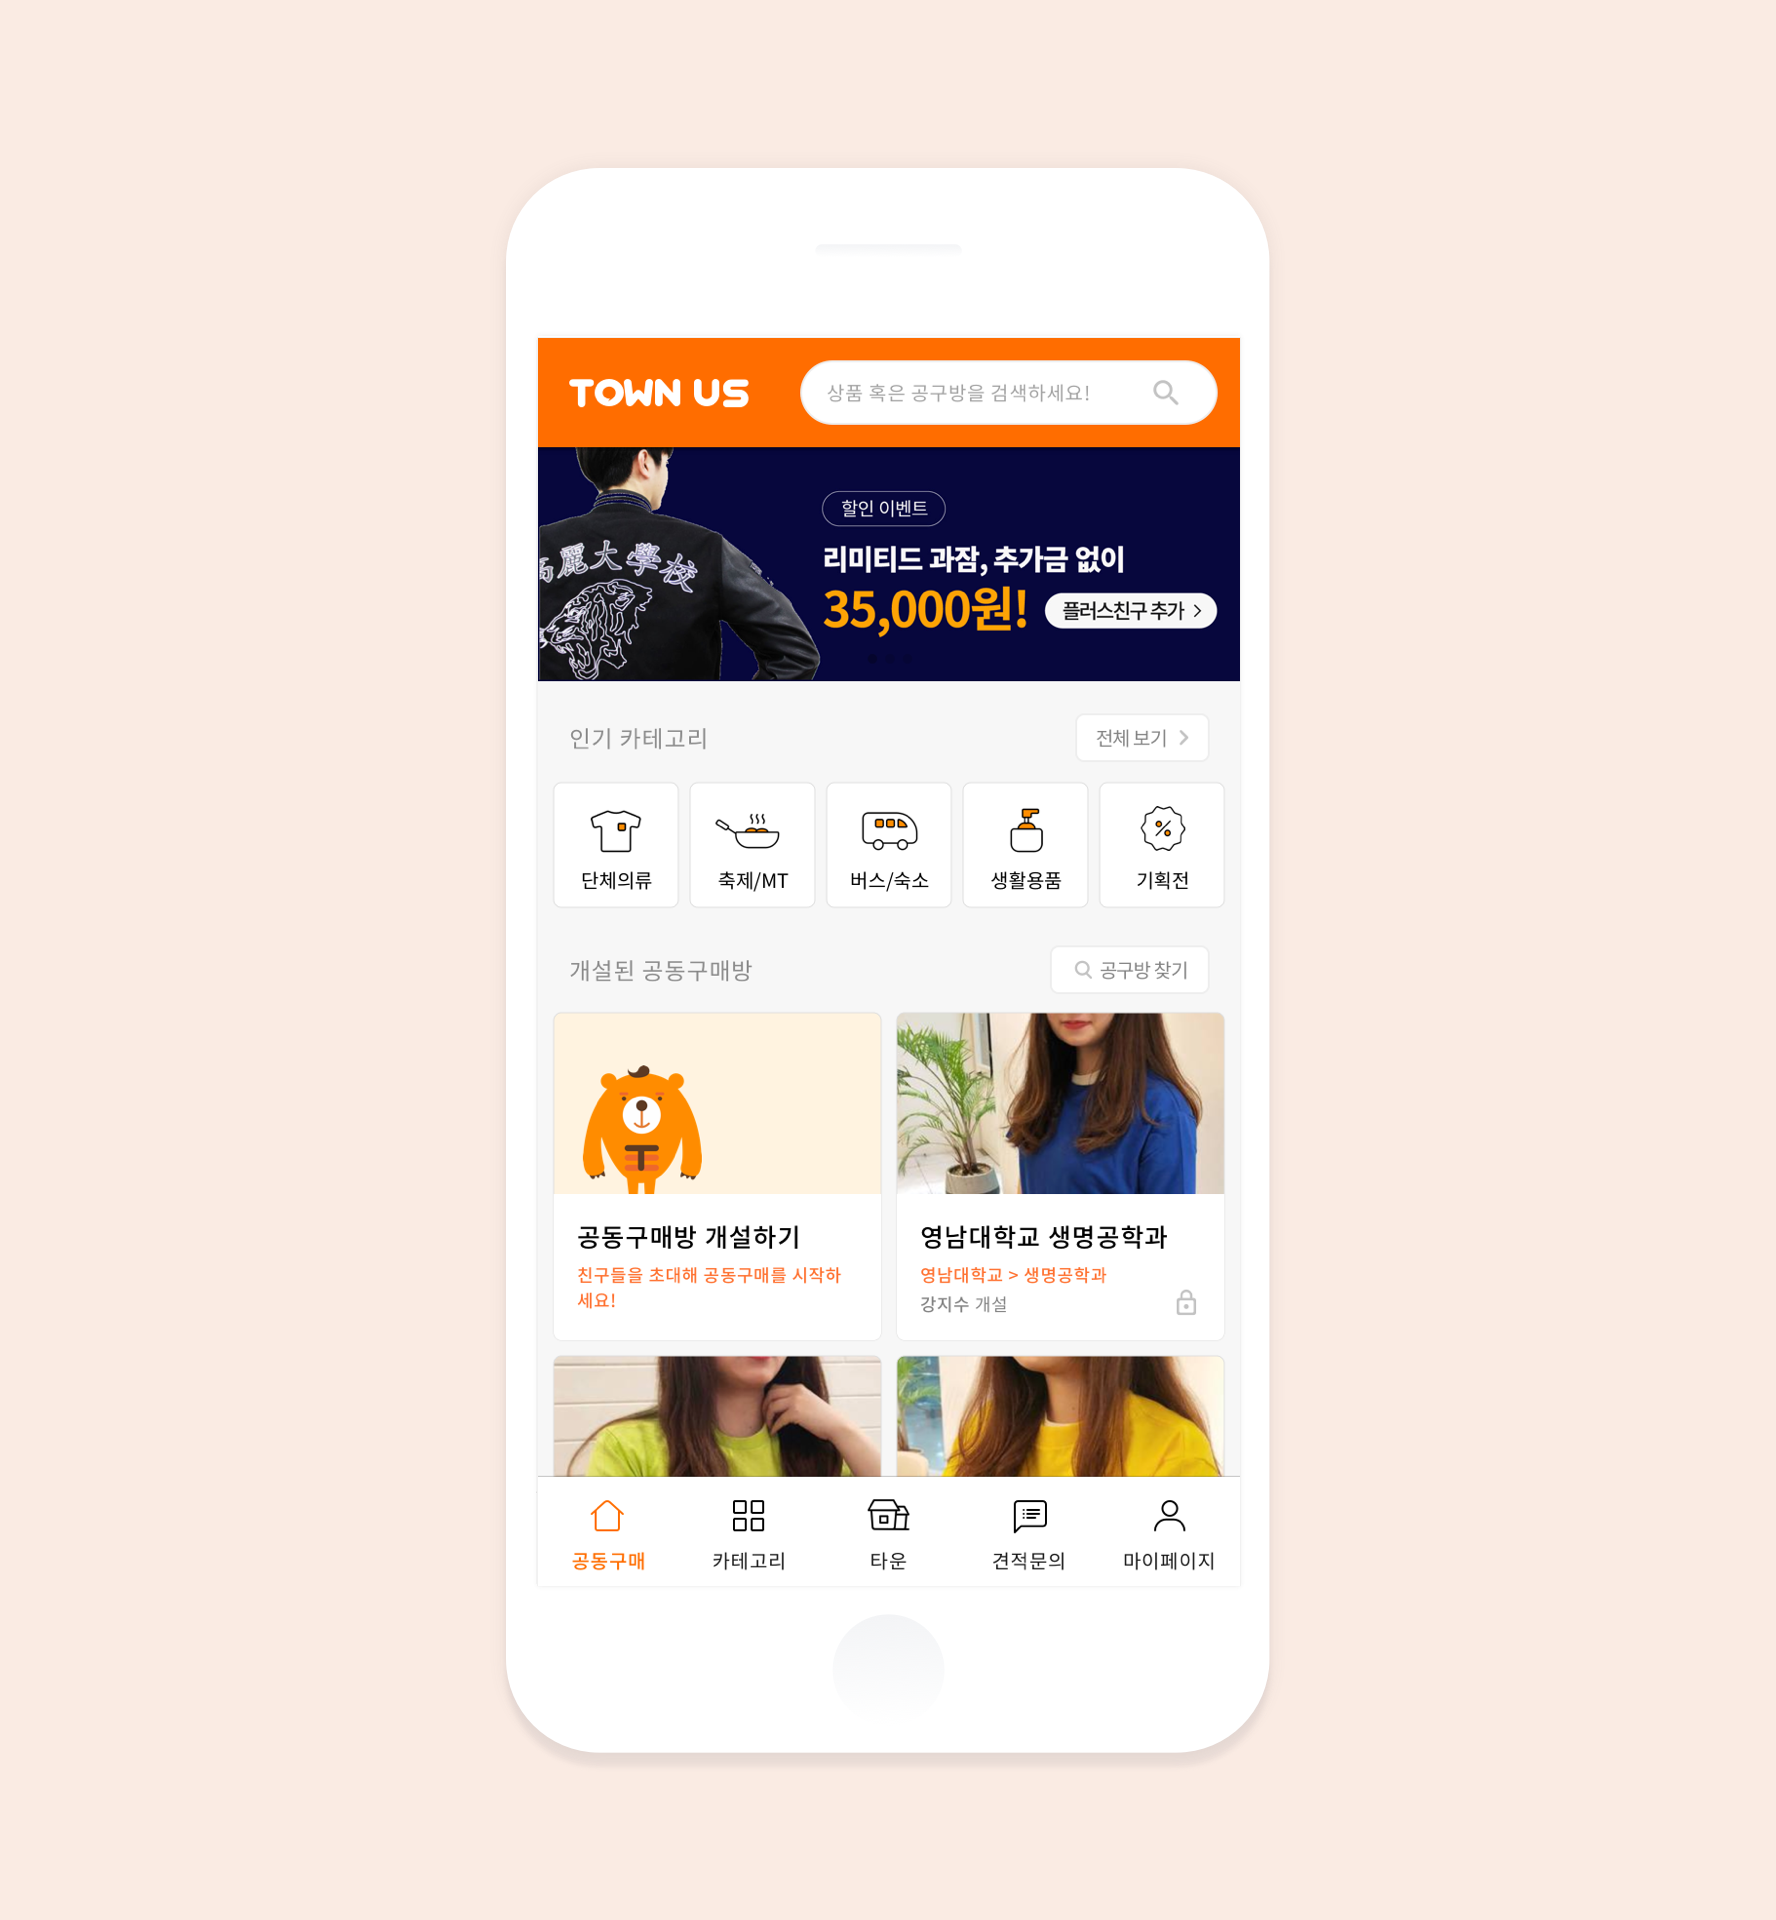 TOWN US
상품 혹은 공구방을 검색하세요!
할인 이벤트
高麗大學校
리미티드 과잠, 추가금 없이
35,000원!
플러스친구 추가
인기 카테고리
전체 보기
단체의류
축제/MT
버스/숙소
생활용품
기획전
개설된 공동구매방
공구방 찾기
T
공동구매방 개설하기
친구들을 초대해 공동구매를 시작하
세요!
영남대학교 생명공학과
영남대학교 > 생명공학과
강지수 개설
공동구매
카테고리
타운
견적문의
마이페이지